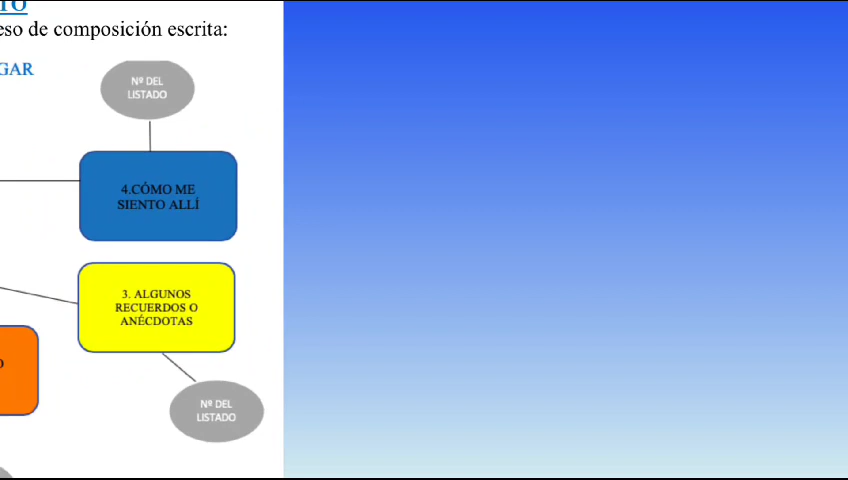 eso de composición escrita:
GAR
Nº DEL
LISTADO
4.CÓMO ME
SIENTO ALLÍ
3. ALGUNOS
RECUERDOS O
ANÉCDOTAS
O
Nº DEL
LISTADO